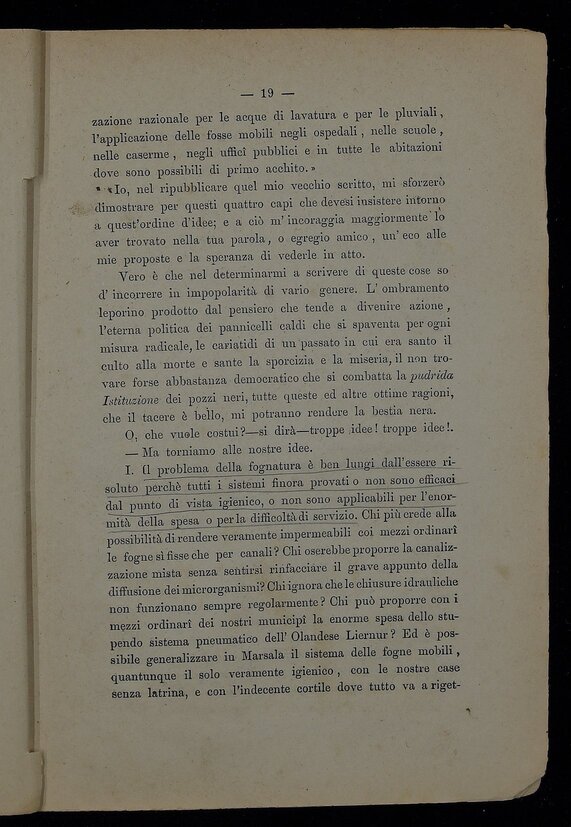 — 19 —
zazione razionale per le acque di lavatura e per le pluviali,
l'applicazione delle fosse mobili negli ospedali, nelle scuole,
nelle caserme, negli ufficî pubblici e in tutte le abitazioni
dove sono possibili di primo acchito.»
" «Io, nel ripubblicare quel mio vecchio scritto, mi sforzerò
dimostrare per questi quattro capi che devesi insistere intorno
a quest'ordine d'idee; e a ciò m'incoraggia maggiormente lo
aver trovato nella tua parola, o egregio amico, un'eco alle
mie proposte e la speranza di vederle in atto.
Vero è che nel determinarmi a scrivere di queste cose so
d'incorrere in impopolarità di vario genere. L'ombramento
leporino prodotto dal pensiero che tende a divenire azione,
l'eterna politica dei pannicelli caldi che si spaventa per ogni
misura radicale, le cariatidi di un passato in cui era santo il
culto alla morte e sante la sporcizia e la miseria, il non tro-
vare forse abbastanza democratico che si combatta la pudrida
Istituzione dei pozzi neri, tutte queste ed altre ottime ragioni,
che il tacere è bello, mi potranno rendere la bestia nera.
O, che vuole costui?—si dirà—troppe idee! troppe idee!.
— Ma torniamo alle nostre idee.
I. Il problema della fognatura è ben lungi dall'essere ri-
soluto perchè tutti i sistemi finora provati o non sono efficaci
dal punto di vista igienico, o non sono applicabili per l'enor-
mità della spesa o per la difficoltà di servizio. Chi più crede alla
possibilità di rendere veramente impermeabili coi mezzi ordinarî
le fogne sì fisse che per canali? Chi oserebbe proporre la canaliz-
zazione mista senza sentirsi rinfacciare il grave appunto della
diffusione dei microrganismi? Chi ignora che le chiusure idrauliche
non funzionano sempre regolarmente? Chi può proporre con i
mezzi ordinarî dei nostri municipî la enorme spesa dello stu-
pendo sistema pneumatico dell'Olandese Liernur? Ed è pos-
sibile generalizzare in Marsala il sistema delle fogne mobili,
quantunque il solo veramente igienico, con le nostre case
senza latrina, e con l'indecente cortile dove tutto va a riget-